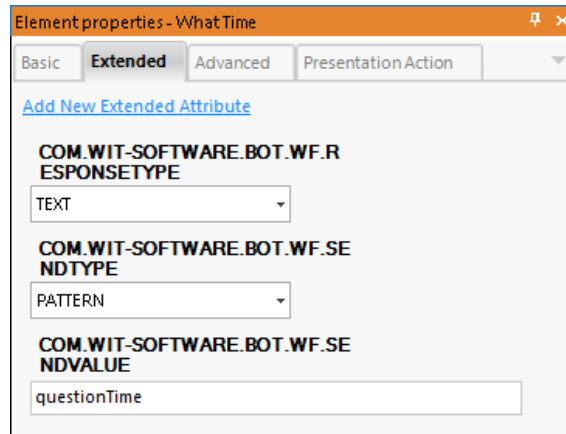 Element properties - What Time
Basic Extended Advanced Presentation Action
Add New Extended Attribute
COM.WIT-SOFTWARE.BOT.WF.R
ESPONSETYPE
TEXT
COM.WIT-SOFTWARE.BOT.WF.SE
NDTYPE
PATTERN
COM.WIT-SOFTWARE.BOT.WF.SE
NDVALUE
questionTime